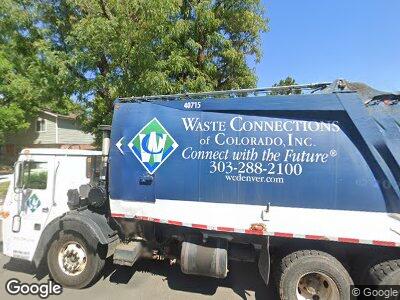 40715
WASTE CONNECTIONS
OF COLORADO, INC.
Connect with the Future®
303-288-2100
wcdenver.com
Google
© Google